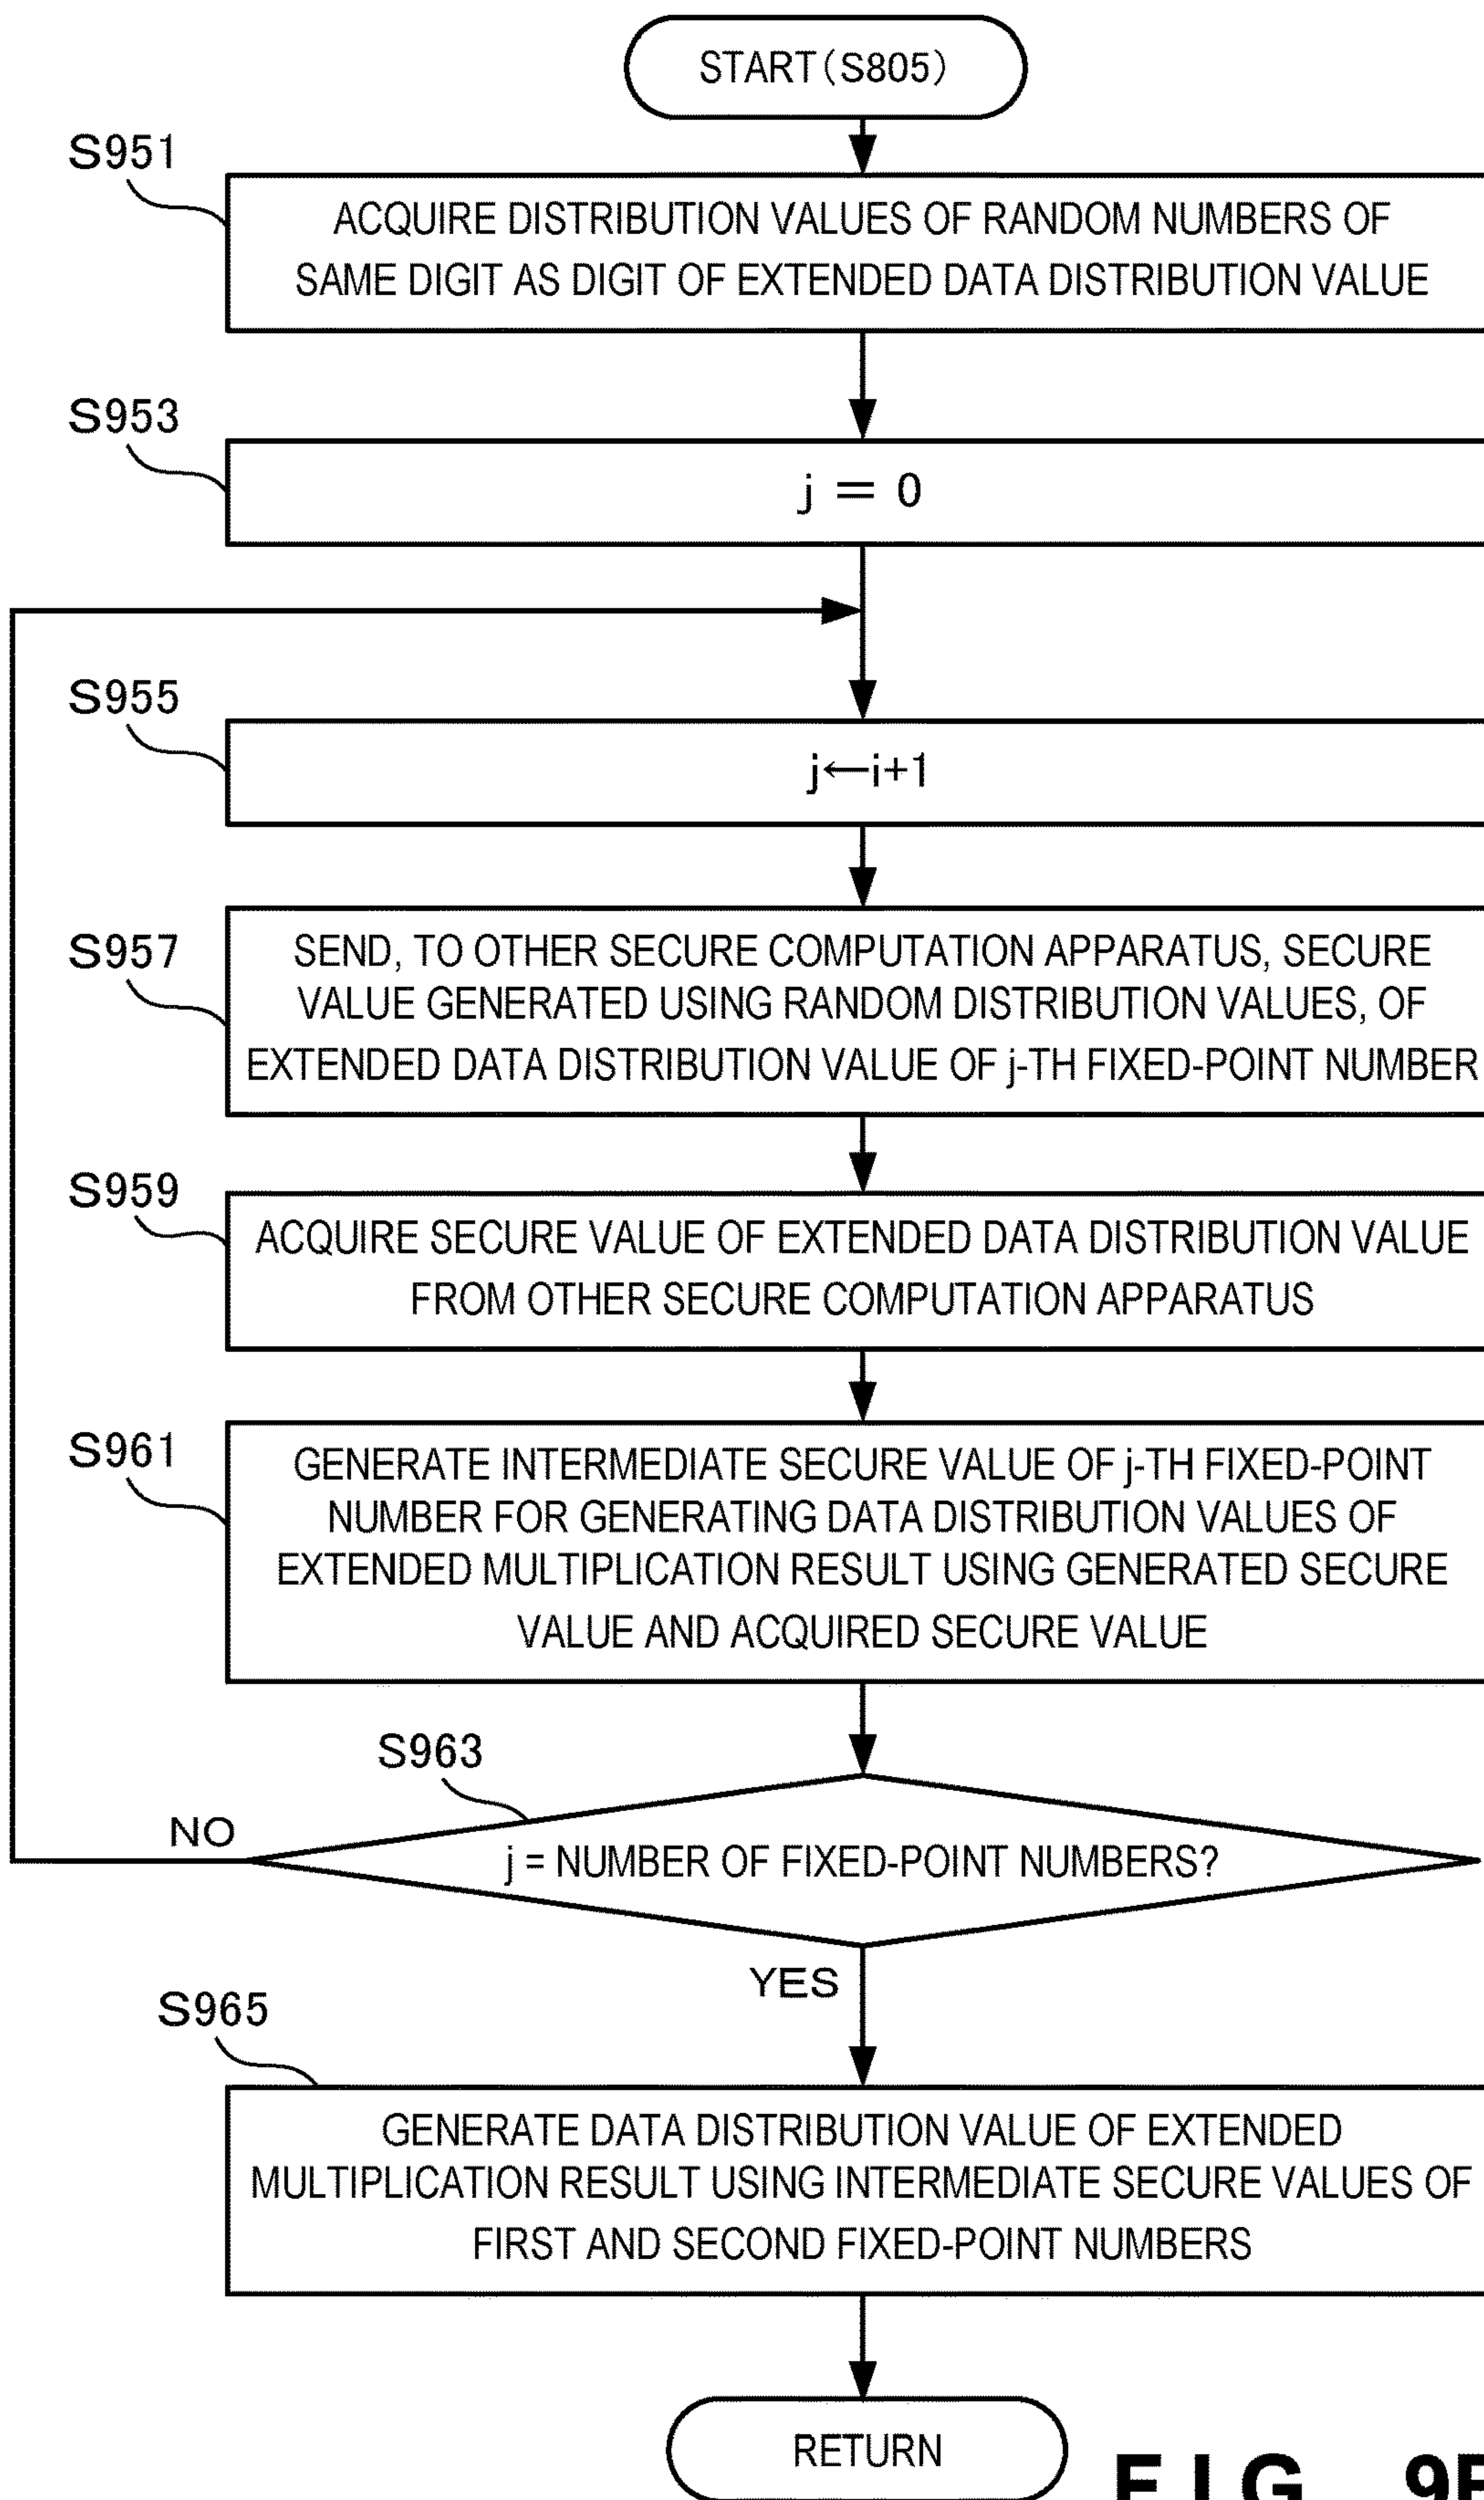 START(S805)
S951
ACQUIRE DISTRIBUTION VALUES OF RANDOM NUMBERS OF
SAME DIGIT AS DIGIT OF EXTENDED DATA DISTRIBUTION VALUE
S953
j = 0
S955
j←i+1
S957
SEND, TO OTHER SECURE COMPUTATION APPARATUS, SECURE
VALUE GENERATED USING RANDOM DISTRIBUTION VALUES, OF
EXTENDED DATA DISTRIBUTION VALUE OF j-TH FIXED-POINT NUMBER
S959
ACQUIRE SECURE VALUE OF EXTENDED DATA DISTRIBUTION VALUE
FROM OTHER SECURE COMPUTATION APPARATUS
S961
GENERATE INTERMEDIATE SECURE VALUE OF j-TH FIXED-POINT
NUMBER FOR GENERATING DATA DISTRIBUTION VALUES OF
EXTENDED MULTIPLICATION RESULT USING GENERATED SECURE
VALUE AND ACQUIRED SECURE VALUE
S963
NO
j = NUMBER OF FIXED-POINT NUMBERS?
YES
S965
GENERATE DATA DISTRIBUTION VALUE OF EXTENDED
MULTIPLICATION RESULT USING INTERMEDIATE SECURE VALUES OF
FIRST AND SECOND FIXED-POINT NUMBERS
RETURN
FIG.